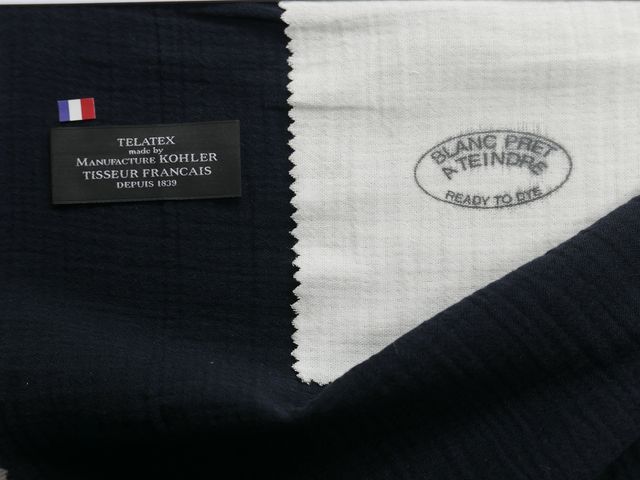 TELATEX
made by
MANUFACTURE KOHLER
TISSEUR FRANCAIS
DEPUIS 1839
BLANC PRET
A TEINDRE
READY TO DYE